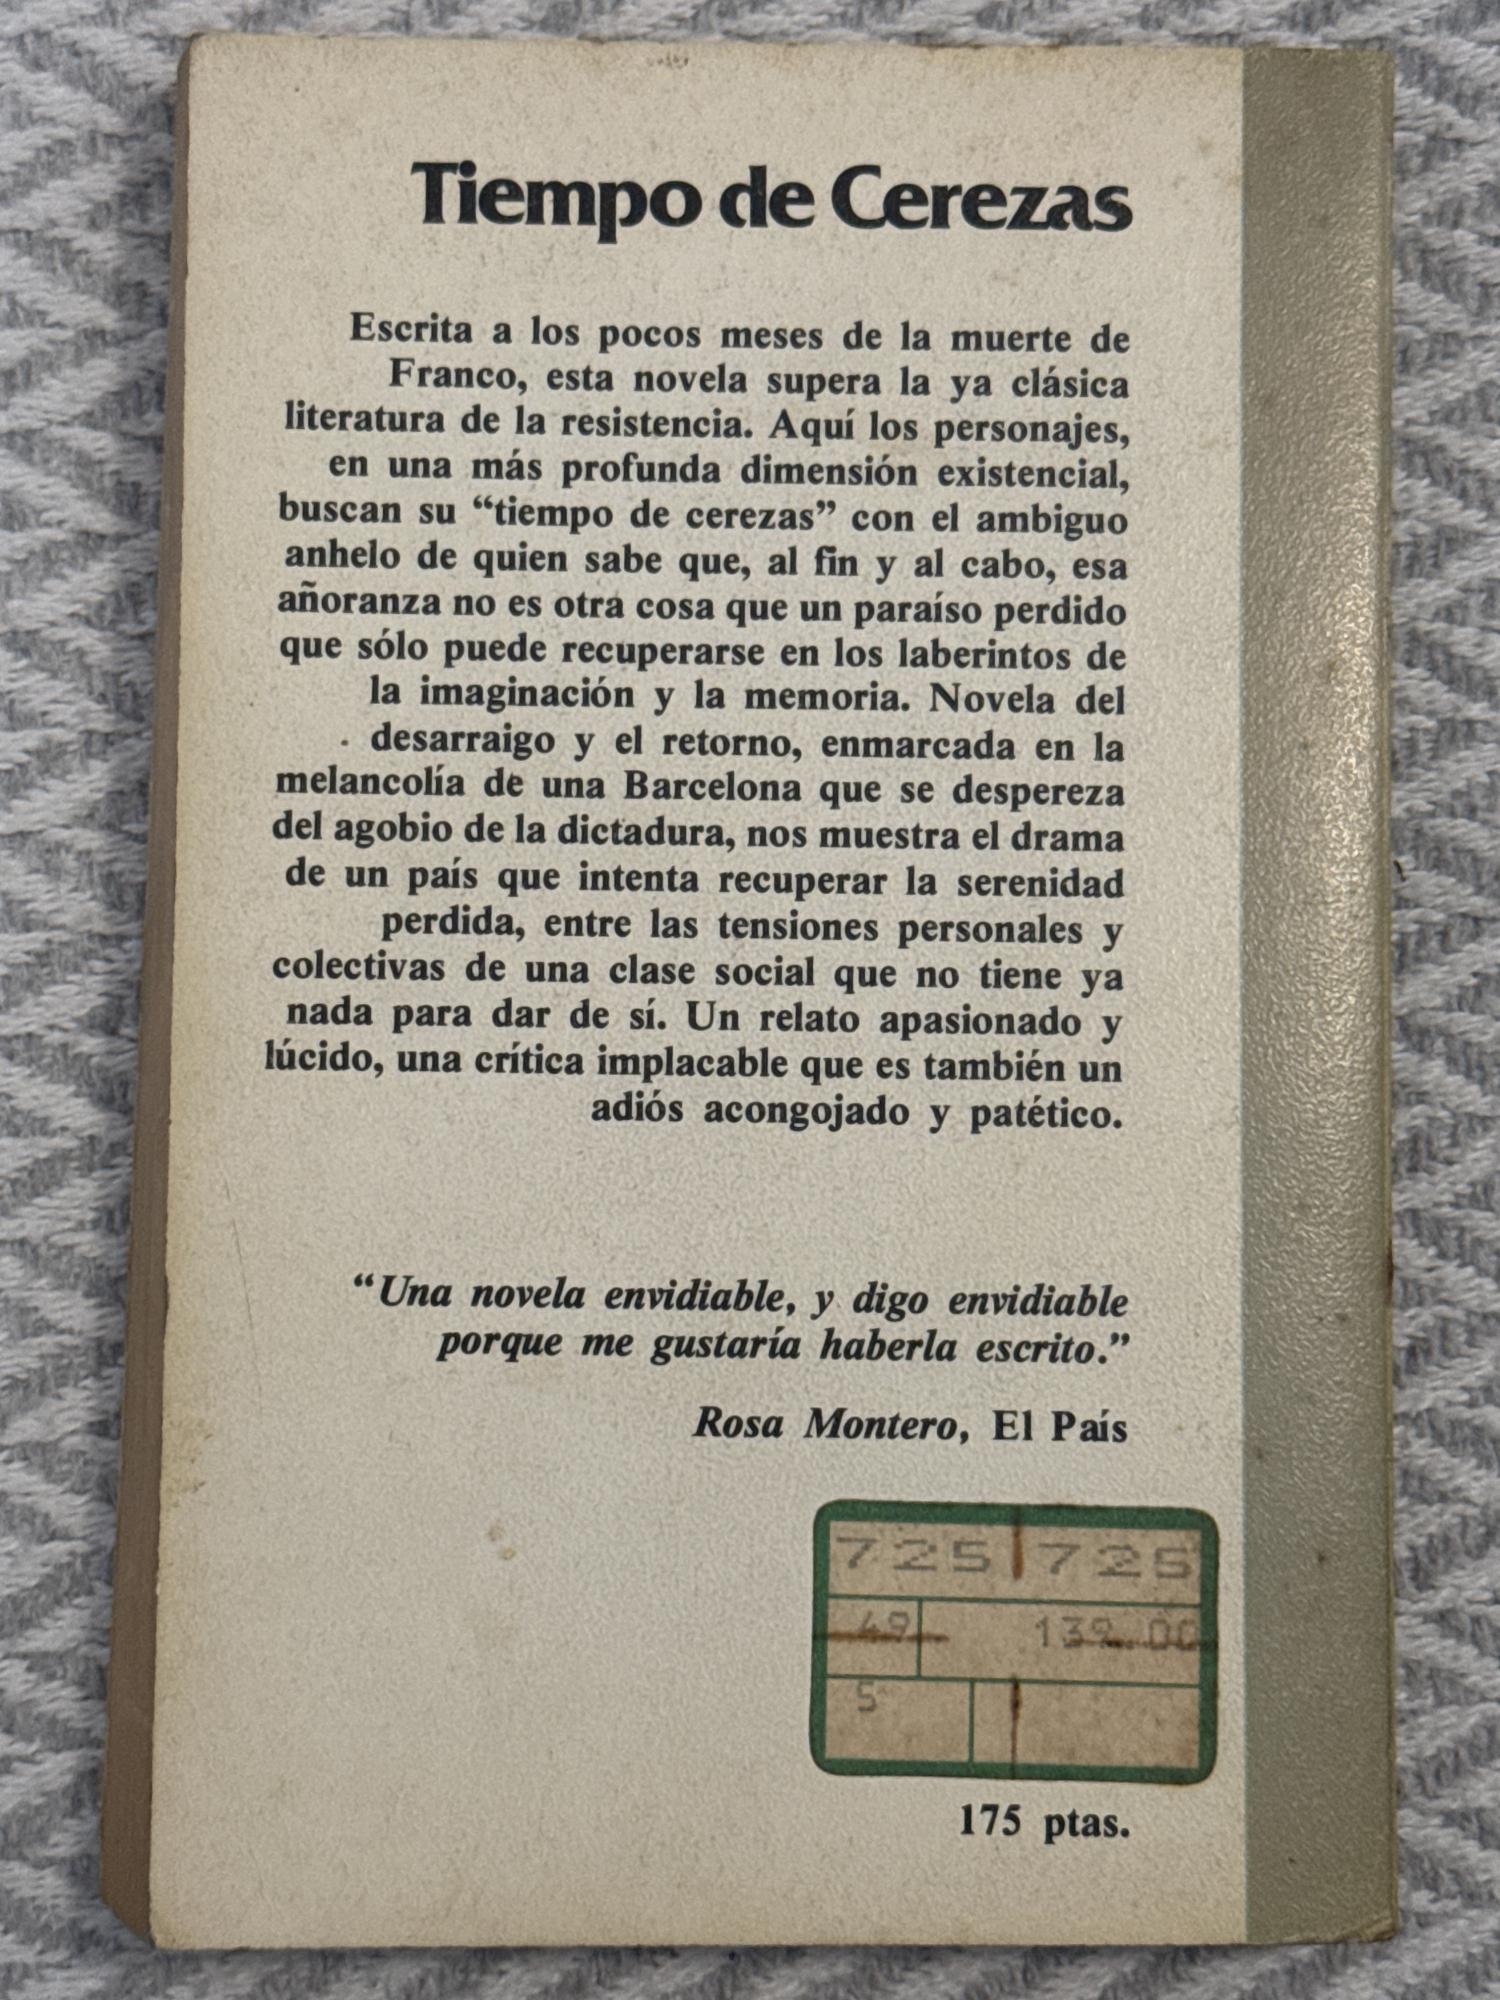 Tiempo de Cerezas
Escrita a los pocos meses de la muerte de
Franco, esta novela supera la ya clásica
literatura de la resistencia. Aquí los personajes,
en una más profunda dimensión existencial,
buscan su “tiempo de cerezas” con el ambiguo
anhelo de quien sabe que, al fin y al cabo, esa
añoranza no es otra cosa que un paraíso perdido
que sólo puede recuperarse en los laberintos de
la imaginación y la memoria. Novela del
desarraigo y el retorno, enmarcada en la
melancolía de una Barcelona que se despereza
del agobio de la dictadura, nos muestra el drama
de un país que intenta recuperar la serenidad
perdida, entre las tensiones personales y
colectivas de una clase social que no tiene ya
nada para dar de sí. Un relato apasionado y
lúcido, una crítica implacable que es también un
adiós acongojado y patético.
“Una novela envidiable, y digo envidiable
porque me gustaría haberla escrito.”
Rosa Montero, El País
725 725
49 139.00
5
175 ptas.